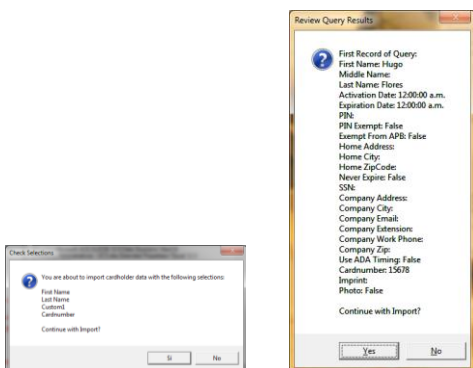 Check Selections
You are about to import cardholder data with the following selections:
First Name
Last Name
Custom1
Cardnumber
Continue with Import?
Sí
No
Review Query Results
First Record of Query:
First Name: Hugo
Middle Name:
Last Name: Flores
Activation Date: 12:00:00 a.m.
Expiration Date: 12:00:00 a.m.
PIN:
PIN Exempt: False
Exempt From APB: False
Home Address:
Home City:
Home ZipCode:
Never Expire: False
SSN:
Company Address:
Company City:
Company Email:
Company Extension:
Company Work Phone:
Company Zip:
Use ADA Timing: False
Cardnumber: 15678
Imprint:
Photo: False
Continue with Import?
Yes
No